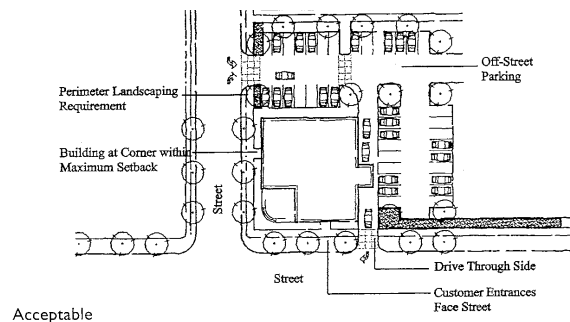 Off-Street
Parking
Perimeter Landscaping
Requirement
Building at Corner within
Maximum Setback
Street
Street
Drive Through Side
Customer Entrances
Face Street
Acceptable